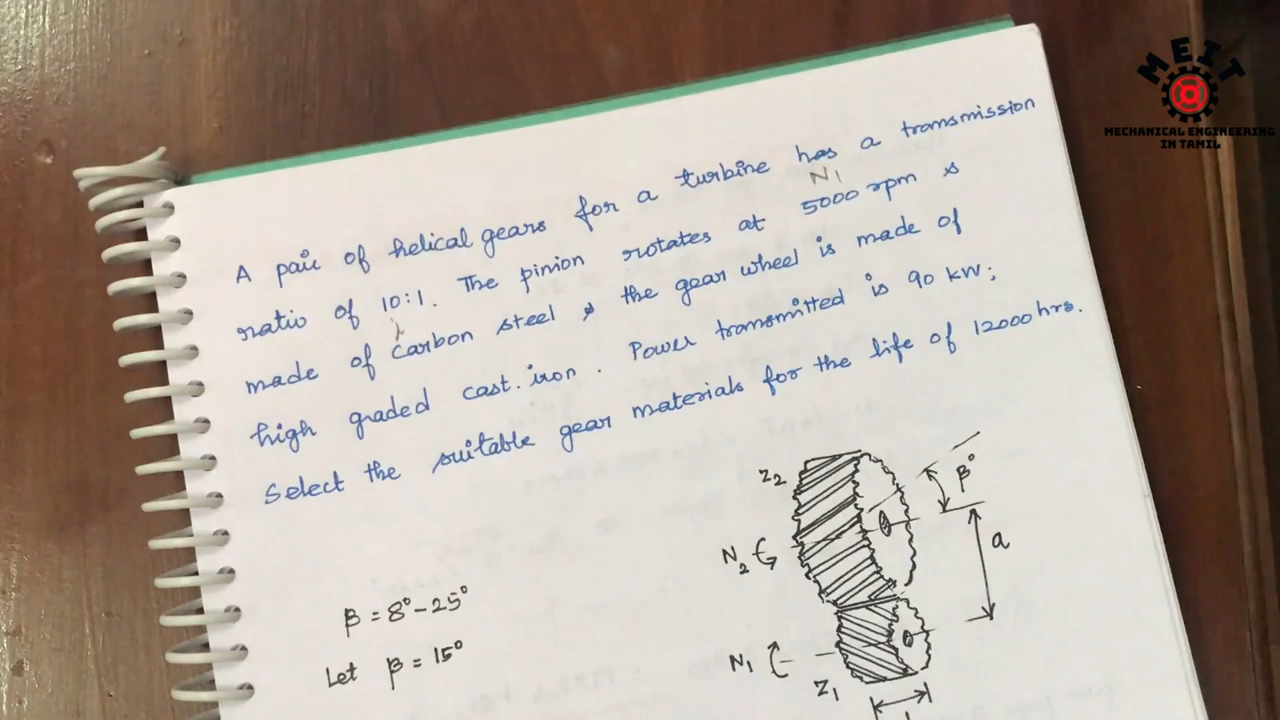 MEIT
MECHANICAL ENGINEERING
IN TAMIL
A pair of helical gears for a turbine has a transmission
N1
ratio of 10:1. The pinion rotates at 5000 rpm &
i
made of carbon steel & the gear wheel is made of
high graded cast.iron. Power transmitted is 90 kW;
Select the suitable gear materials for the life of 12000 hrs.
Z2
β°
a
N2
β = 8° - 25°
Let β = 15°
N1
Z1